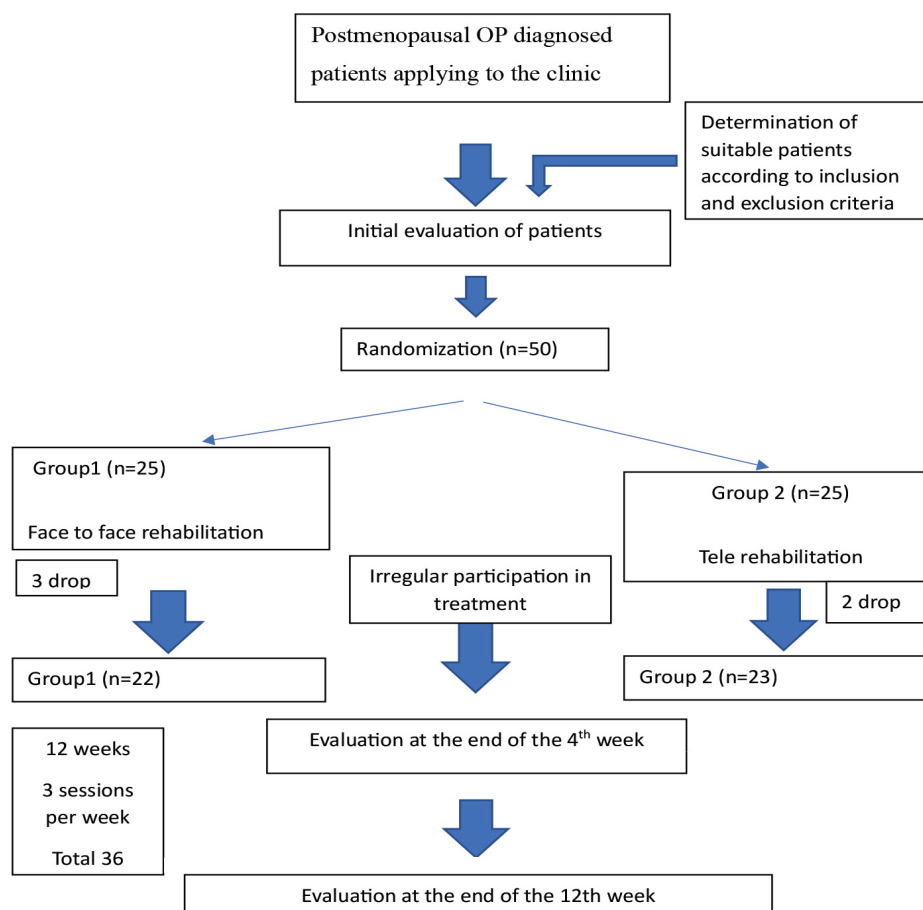 Postmenopausal OP diagnosed
patients applying to the clinic
Determination of
suitable patients
according to inclusion
and exclusion criteria
Initial evaluation of patients
Randomization (n=50)
Group1 (n=25)
Face to face rehabilitation
Group 2 (n=25)
Tele rehabilitation
3 drop
Irregular participation in
treatment
2 drop
Group1 (n=22)
Group 2 (n=23)
12 weeks
3 sessions
per week
Total 36
Evaluation at the end of the 4th week
Evaluation at the end of the 12th week